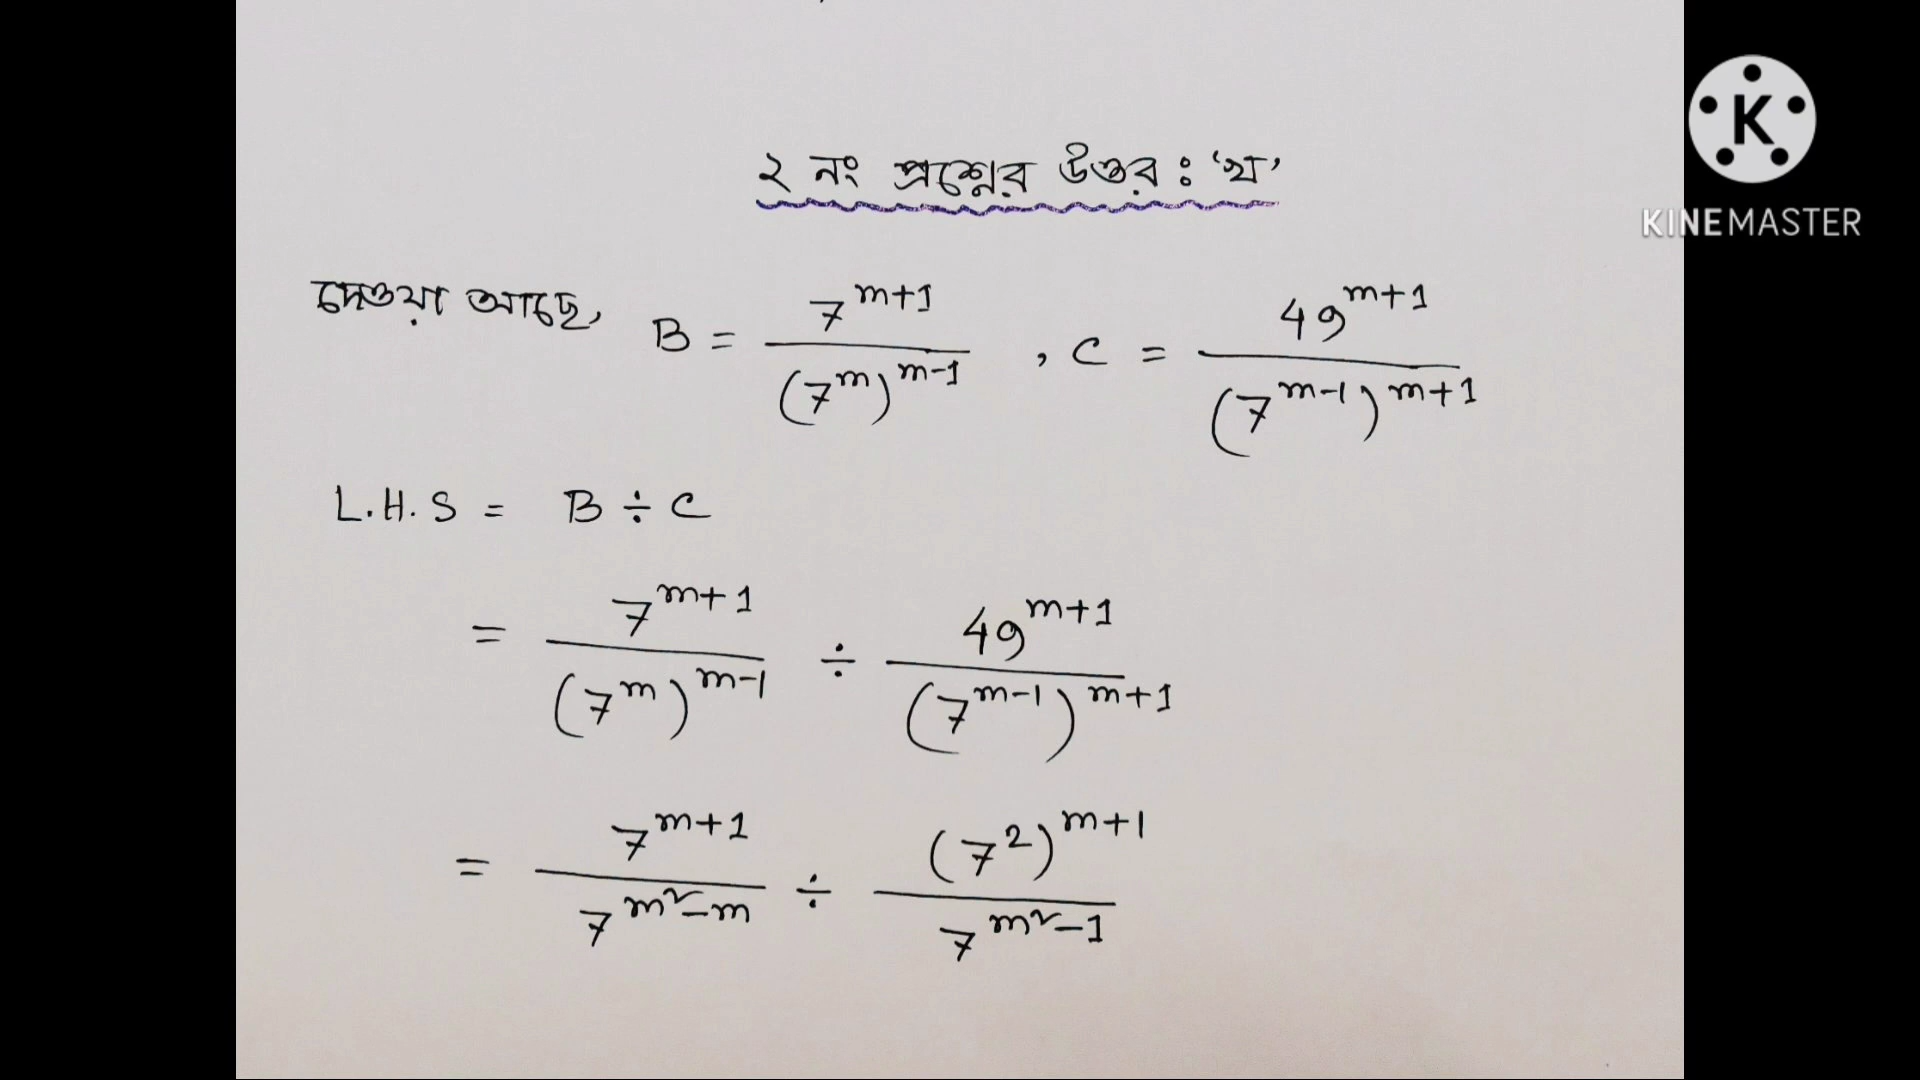 ২ নং প্রশ্নের উত্তর : 'খ'
দেওয়া আছে, B = 7^(m+1) / (7^m)^(m-1) , C = 49^(m+1) / (7^(m-1))^(m+1)
L.H.S = B ÷ C
= 7^(m+1) / (7^m)^(m-1) ÷ 49^(m+1) / (7^(m-1))^(m+1)
= 7^(m+1) / 7^(m²-m) ÷ (7²)^(m+1) / 7^(m²-1)
K
KINEMASTER